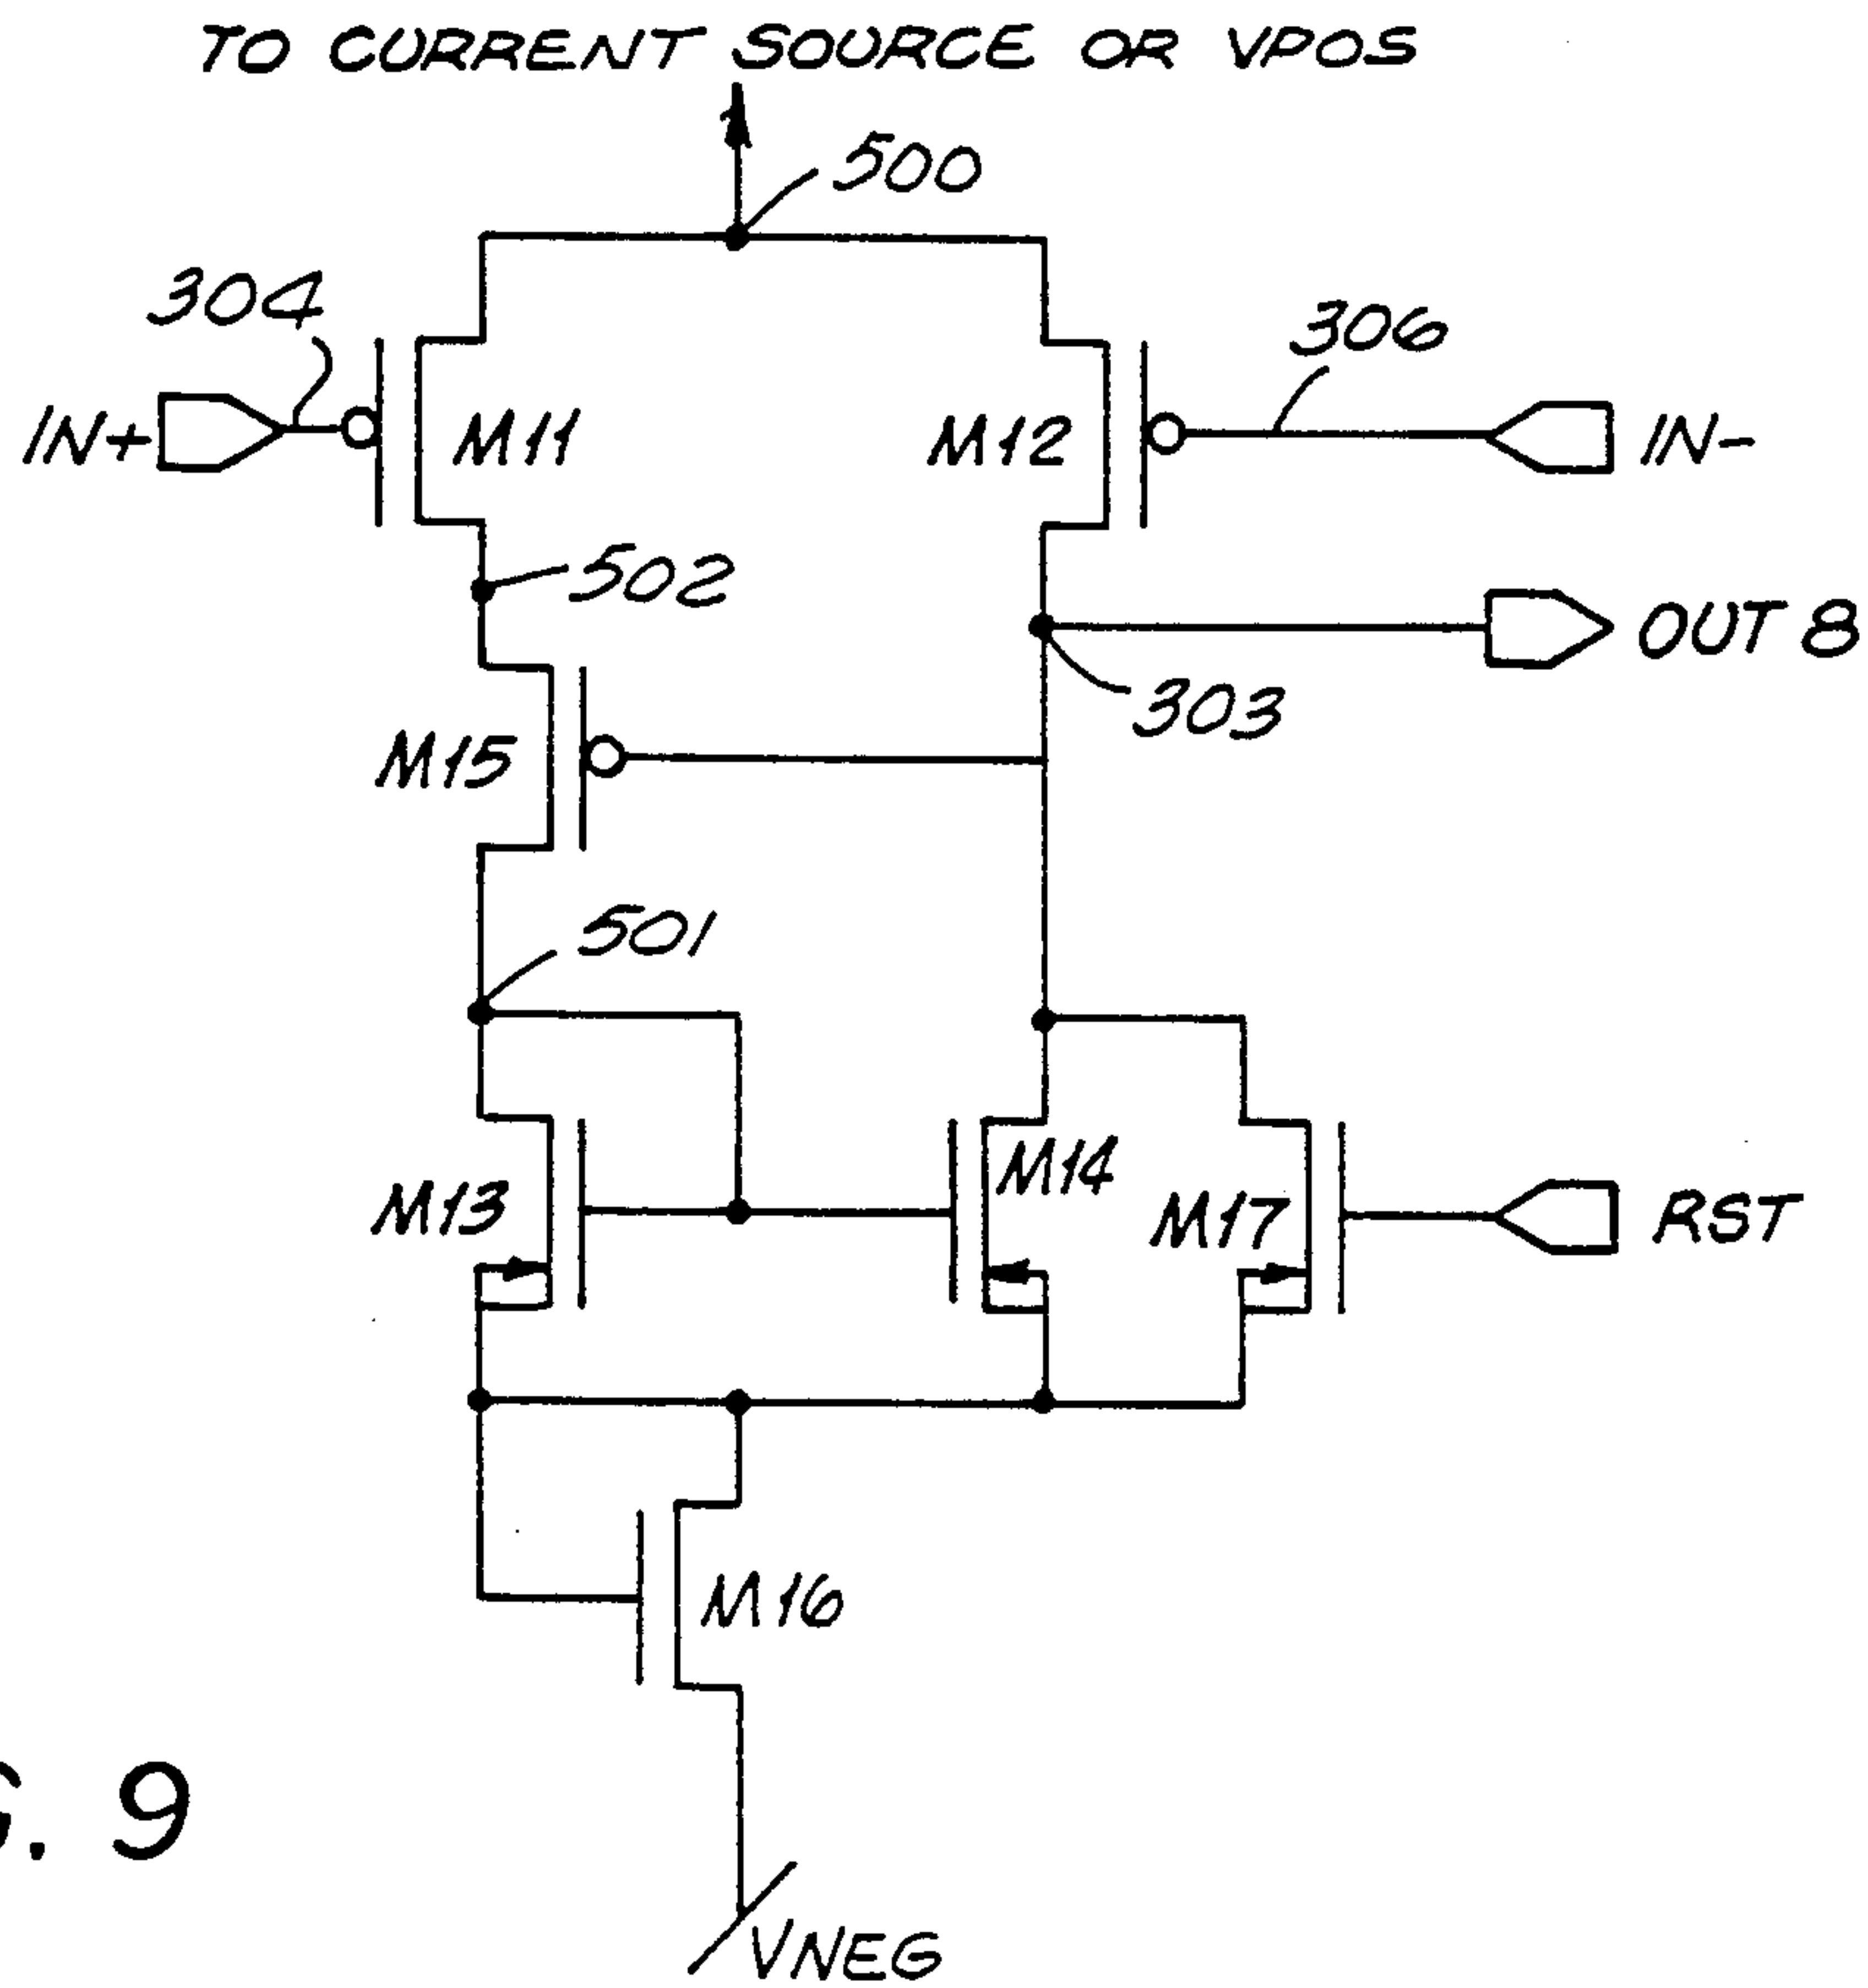 TO CURRENT SOURCE OR VPOS
500
304
306
IN+
M11
M12
IN-
502
OUT 8
303
M15
501
M14
M13
M17
RST
M16
G. 9
VNEG